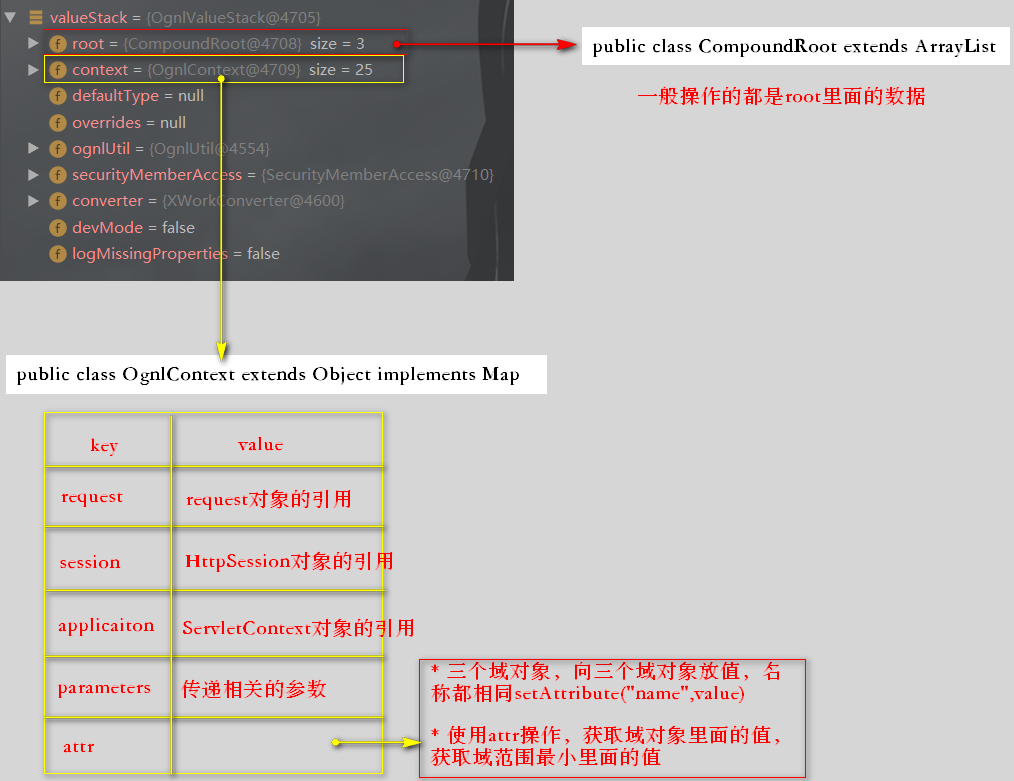 valueStack = {OgnlValueStack@4705}
root = {CompoundRoot@4708} size = 3
public class CompoundRoot extends ArrayList
context = {OgnlContext@4709} size = 25
一般操作的都是root里面的数据
defaultType = null
overrides = null
ognlUtil = {OgnlUtil@4554}
securityMemberAccess = {SecurityMemberAccess@4710}
converter = {XWorkConverter@4600}
devMode = false
logMissingProperties = false
public class OgnlContext extends Object implements Map
key value
request request对象的引用
session HttpSession对象的引用
applicaiton ServletContext对象的引用
parameters 传递相关的参数
attr
* 三个域对象，向三个域对象放值，名
称都相同setAttribute("name",value)
* 使用attr操作，获取域对象里面的值，
获取域范围最小里面的值